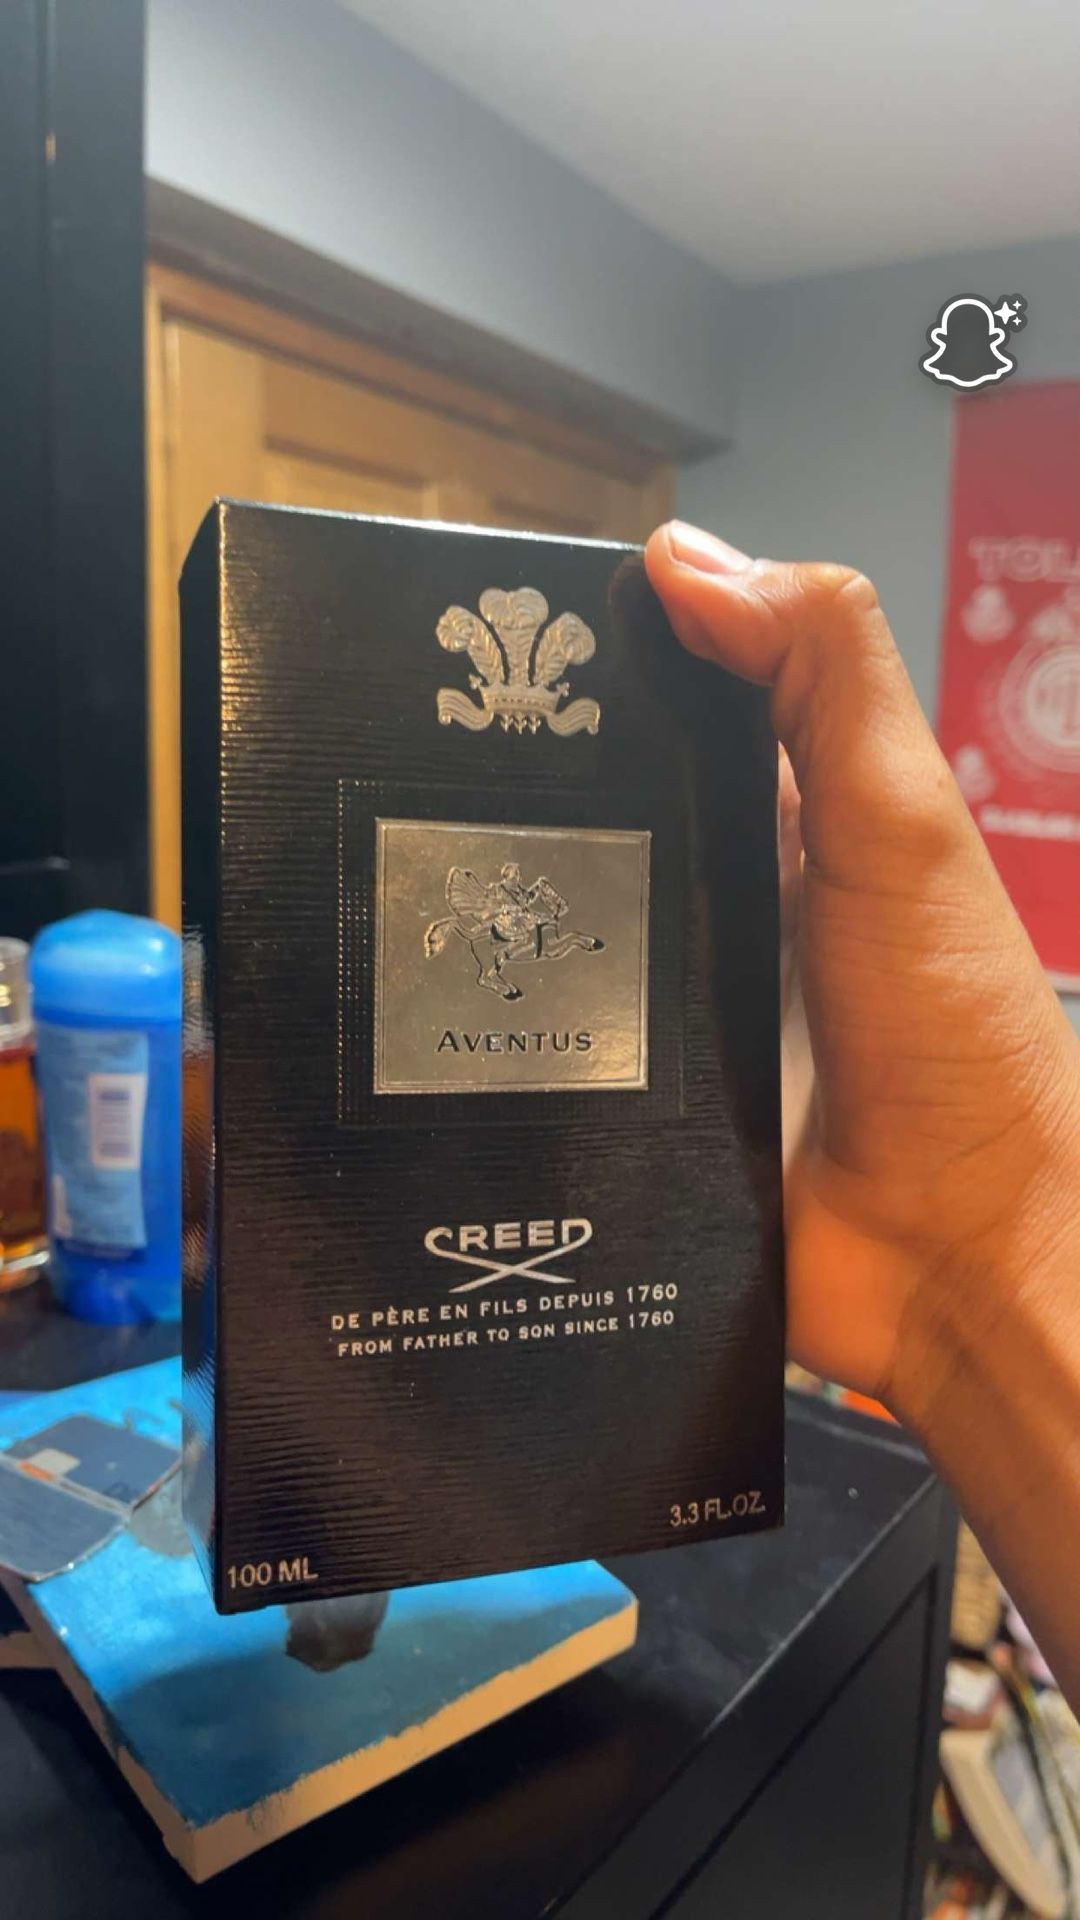 AVENTUS
CREED
DE PÈRE EN FILS DEPUIS 1760
FROM FATHER TO SON SINCE 1760
3.3 FL.OZ.
100 ML